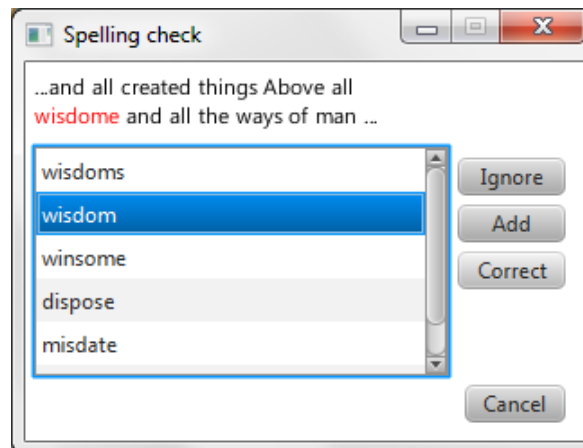 Spelling check
...and all created things Above all
wisdome and all the ways of man ...
wisdoms
wisdom
winsome
dispose
misdate
Ignore
Add
Correct
Cancel